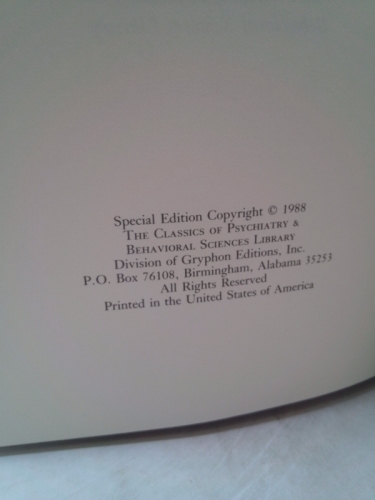 Special Edition Copyright © 1988
THE CLASSICS OF PSYCHIATRY &
BEHAVIORAL SCIENCES LIBRARY
Division of Gryphon Editions, Inc.
P.O. Box 76108, Birmingham, Alabama 35253
All Rights Reserved
Printed in the United States of America